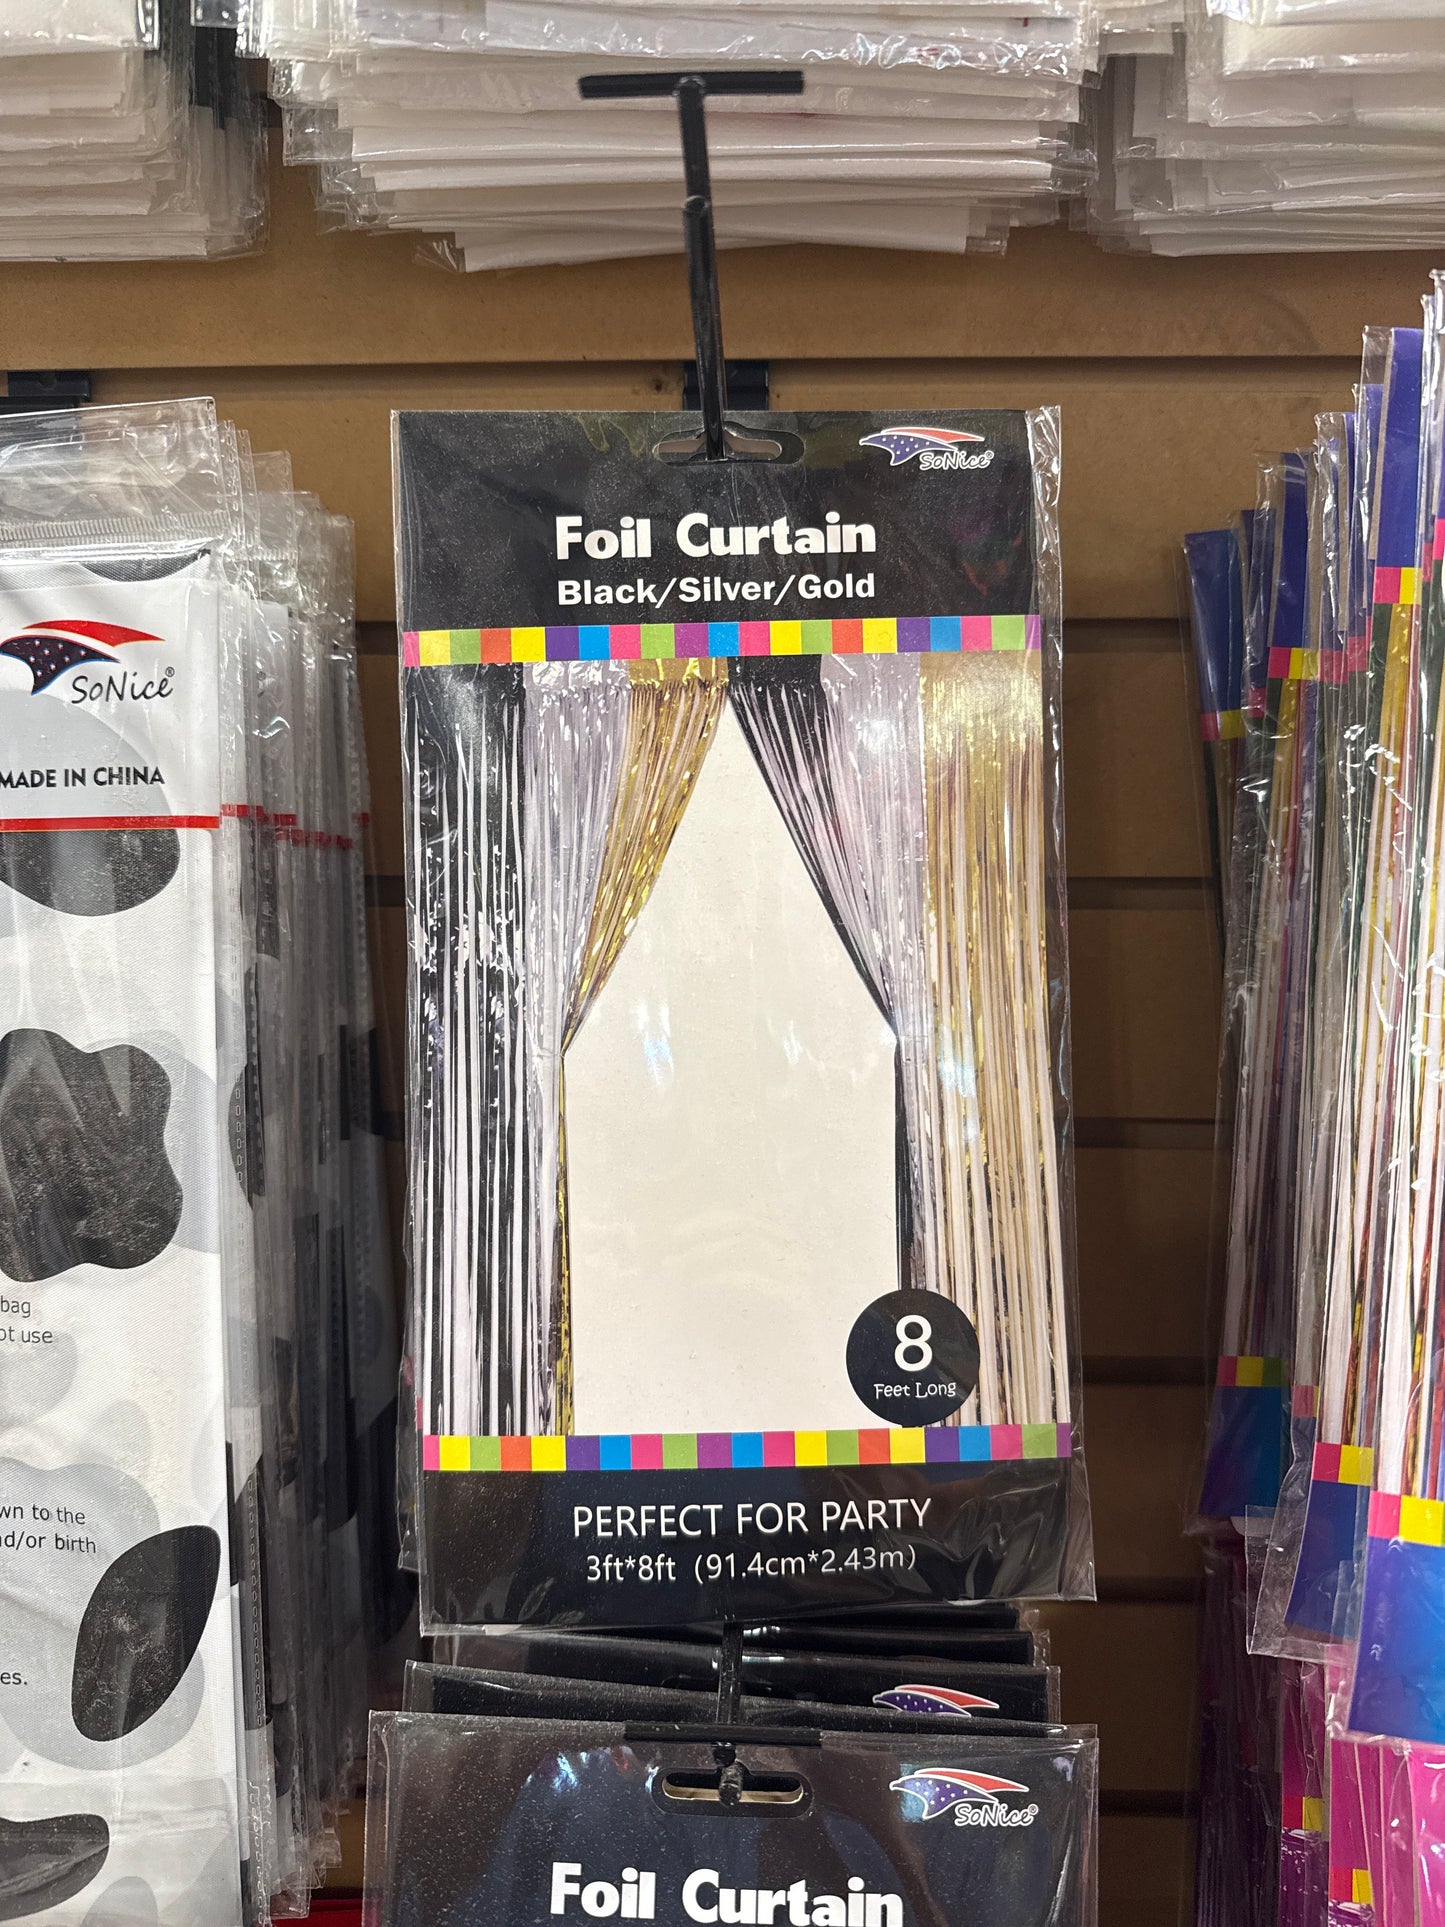 SoNice®
Foil Curtain
Black/Silver/Gold
8
Feet Long
PERFECT FOR PARTY
3ft*8ft (91.4cm*2.43m)
SoNice®
MADE IN CHINA
bag
ot use
wn to the
nd/or birth
es.
SoNice®
Foil Curtain